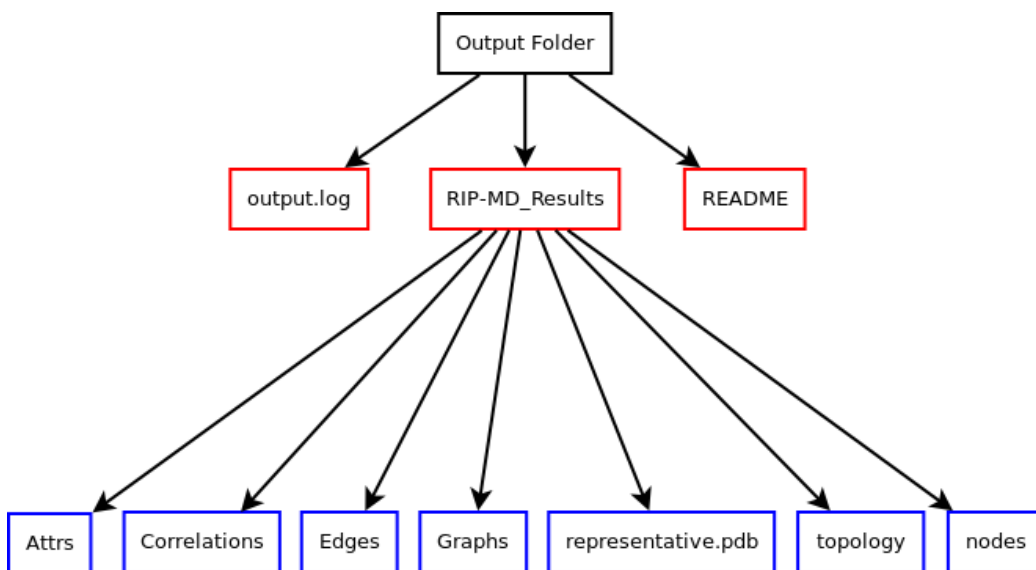 Output Folder
output.log
RIP-MD_Results
README
Attrs
Correlations
Edges
Graphs
representative.pdb
topology
nodes